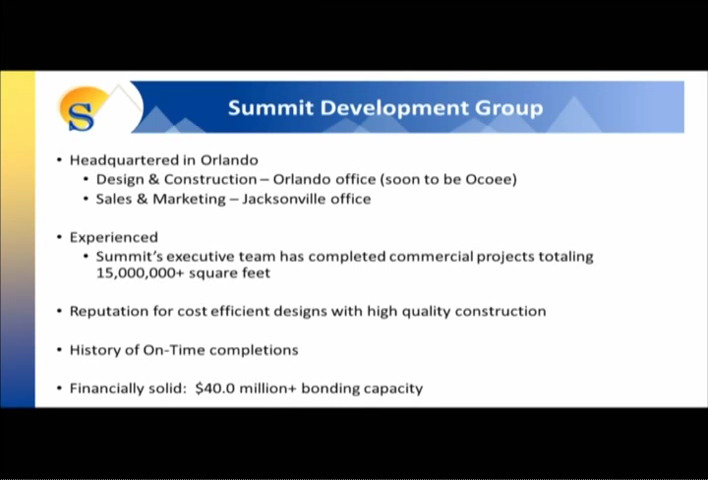 S
Summit Development Group
• Headquartered in Orlando
• Design & Construction – Orlando office (soon to be Ocoee)
• Sales & Marketing – Jacksonville office
• Experienced
• Summit's executive team has completed commercial projects totaling
15,000,000+ square feet
• Reputation for cost efficient designs with high quality construction
• History of On-Time completions
• Financially solid: $40.0 million+ bonding capacity